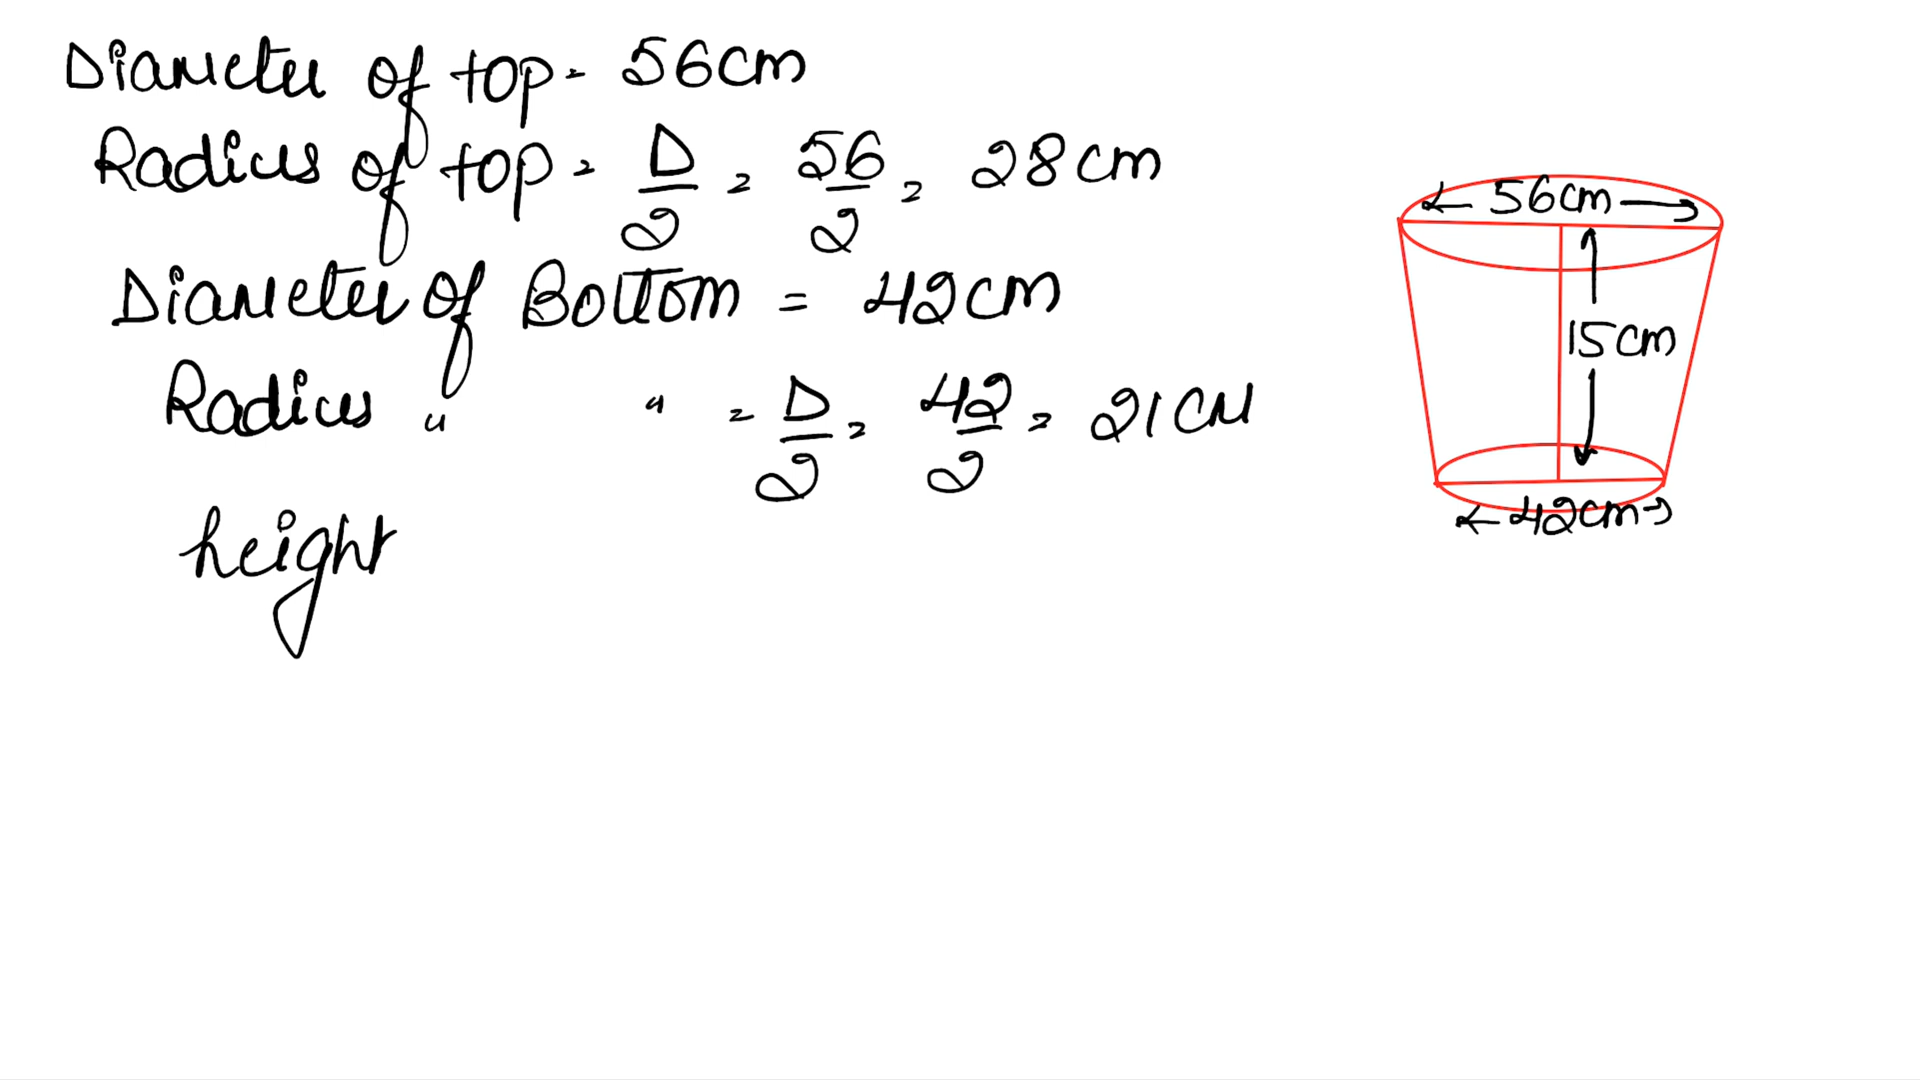 Diameter of top = 56cm
Radius of top = D/2 = 56/2 = 28cm
Diameter of Bottom = 42cm
Radius " " = D/2 = 42/2 = 21cm
height
← 56cm →
15cm
← 42cm →